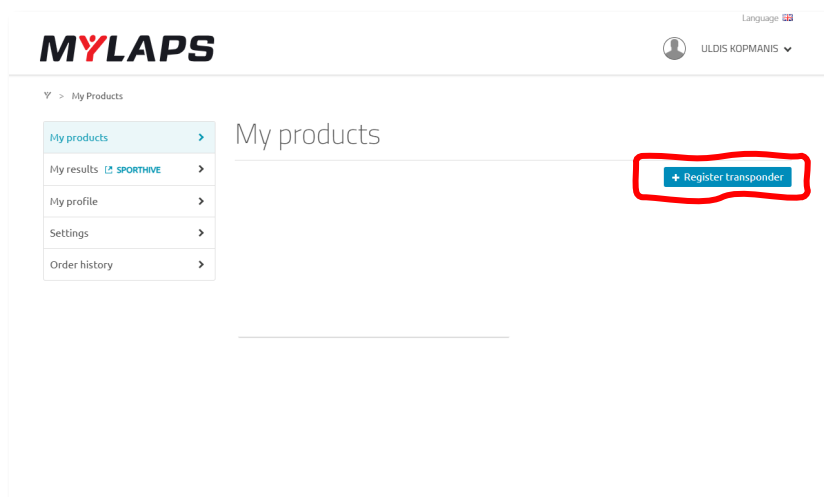 Language
MYLAPS
ULDIS KOPMANIS
> My Products
My products
My results SPORTHIVE
My profile
Settings
Order history
My products
+ Register transponder